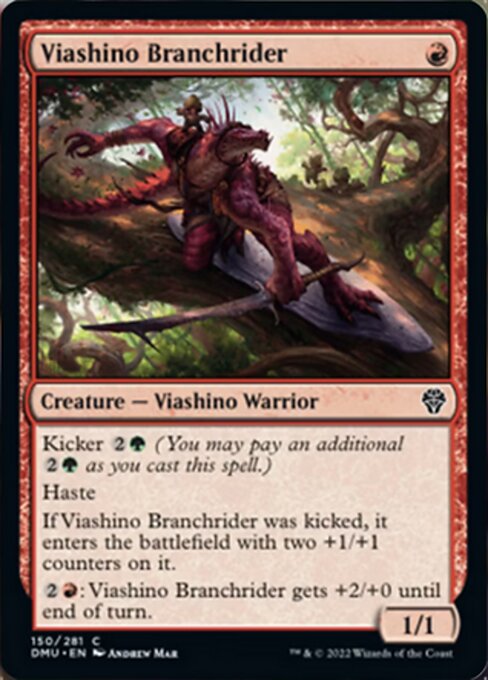 Viashino Branchrider
Creature — Viashino Warrior
Kicker 2 (You may pay an additional
2 as you cast this spell.)
Haste
If Viashino Branchrider was kicked, it
enters the battlefield with two +1/+1
counters on it.
2: Viashino Branchrider gets +2/+0 until
end of turn.
1/1
150/281 C
DMU • EN Andrew Mar
™ & © 2022 Wizards of the Coast